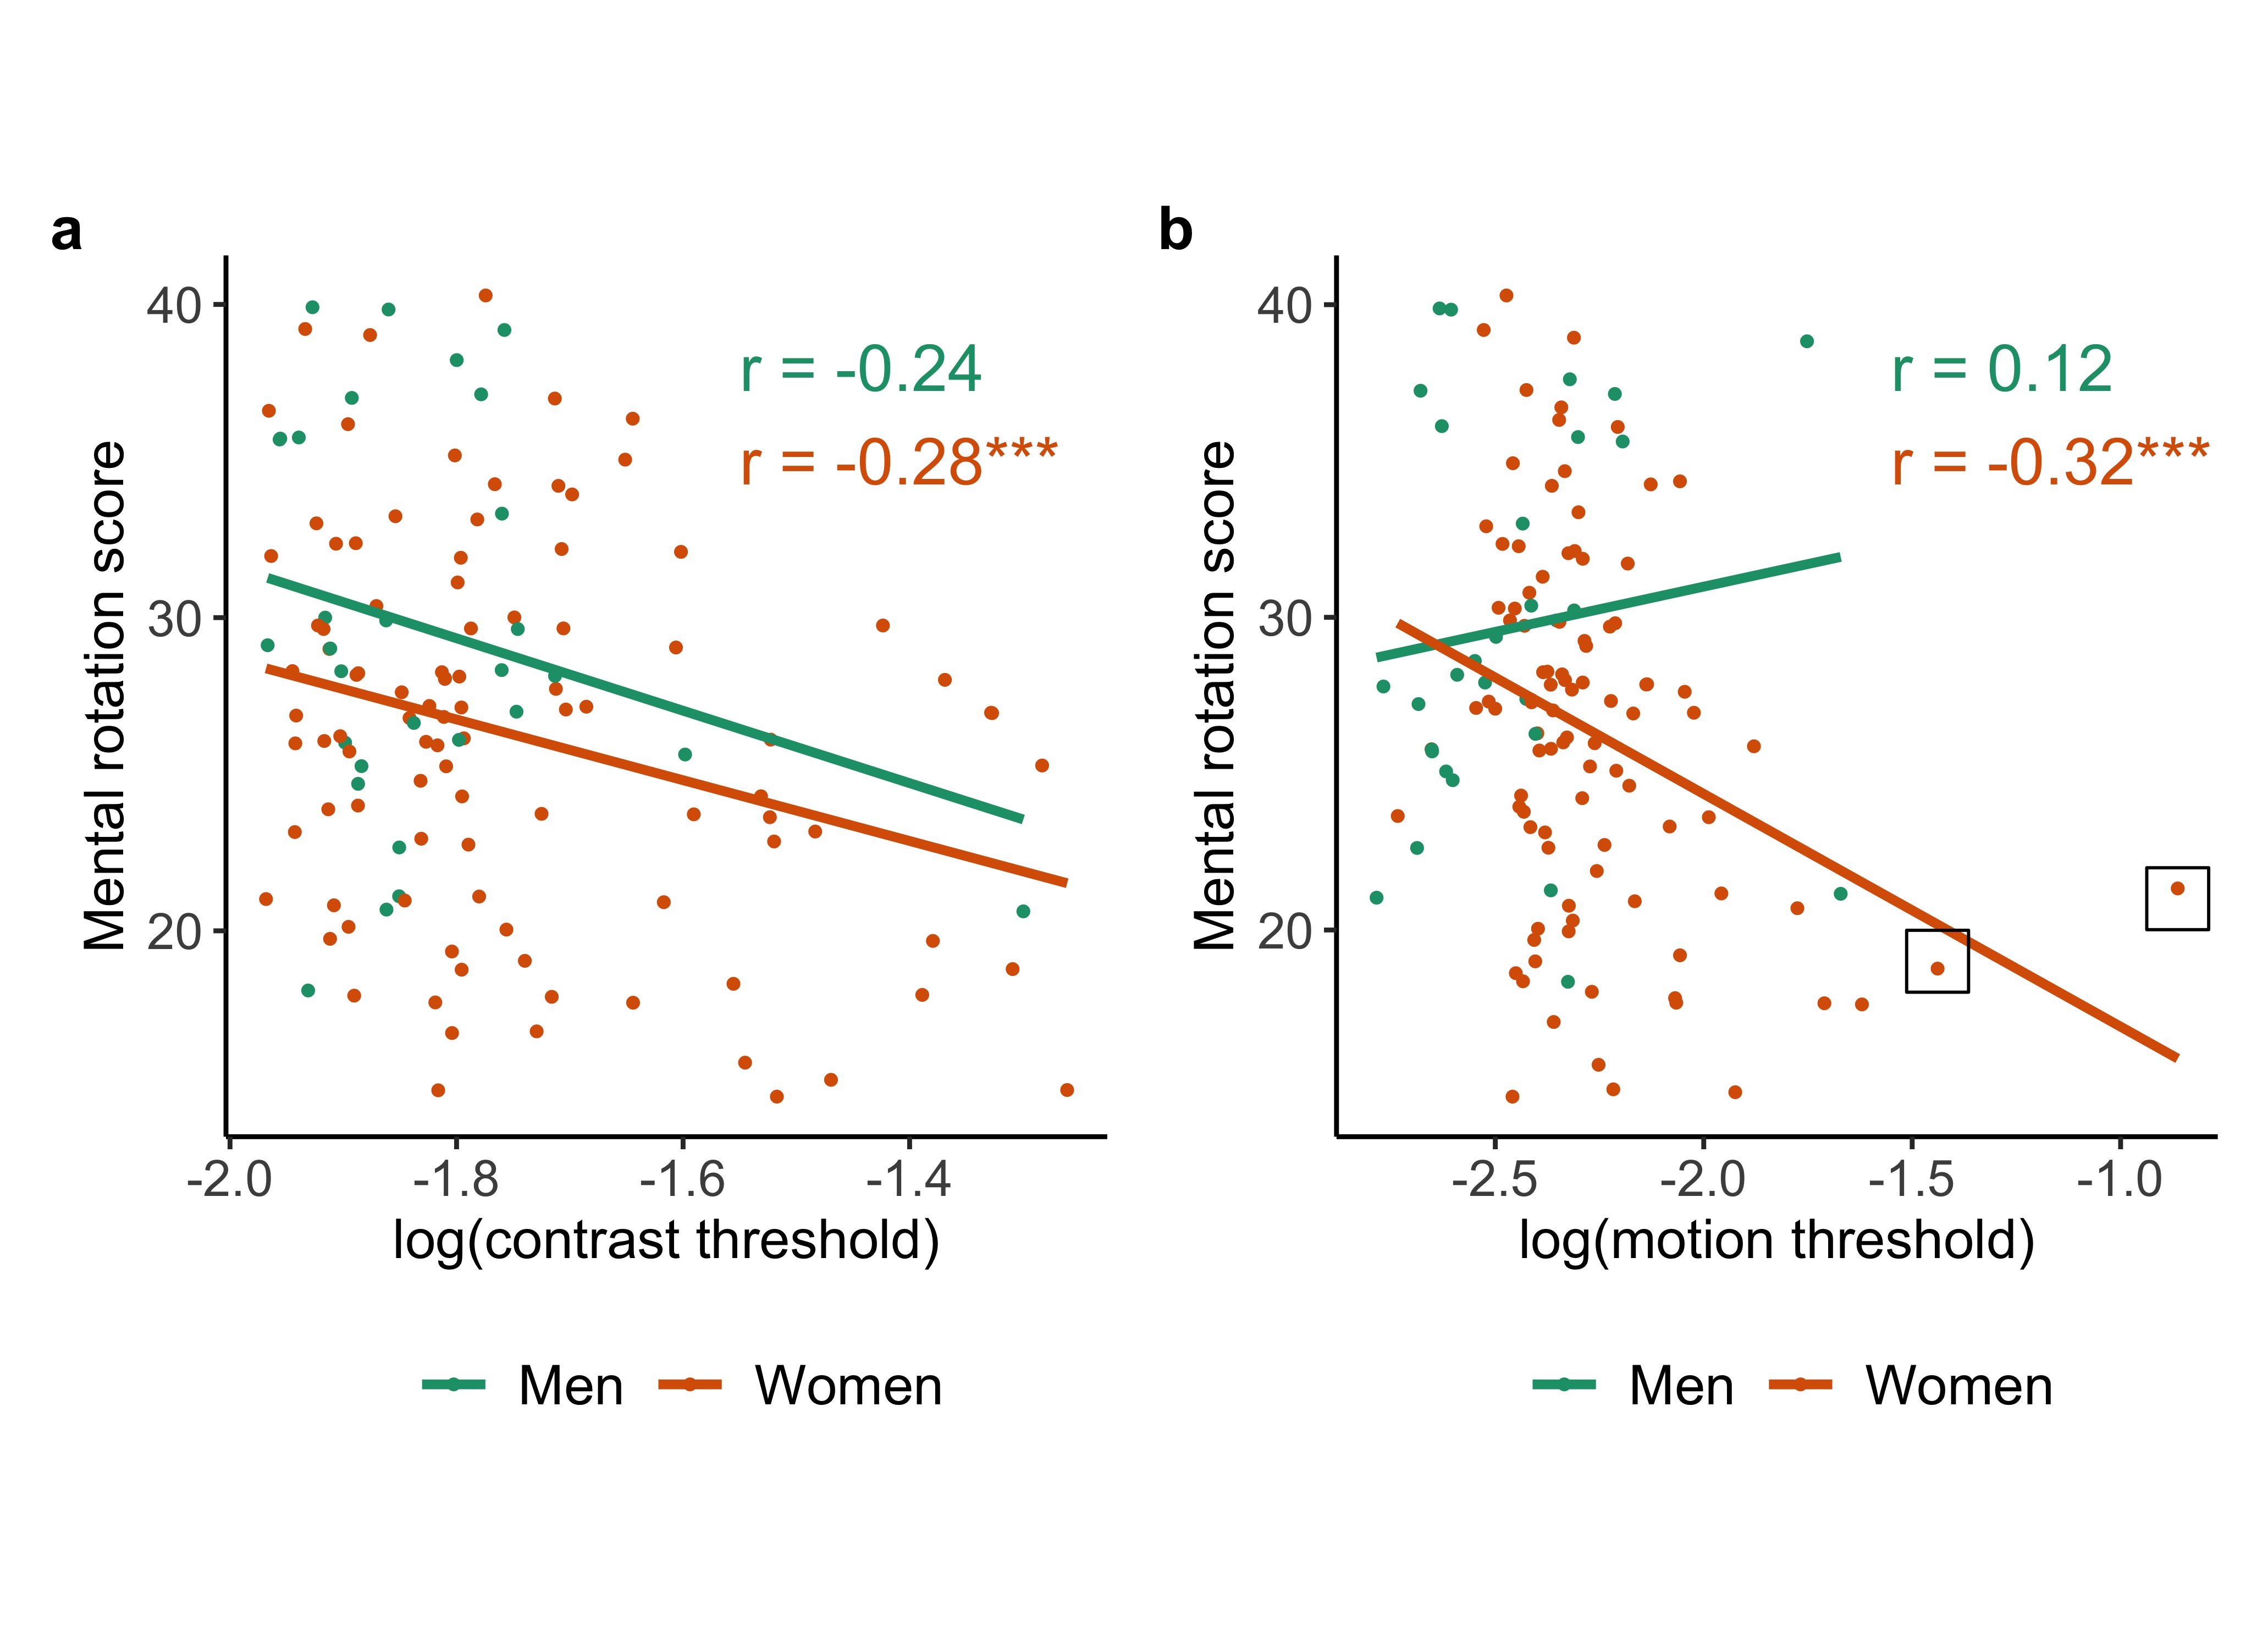 a
Mental rotation score
40
30
20
r = -0.24
r = -0.28***
-2.0 -1.8 -1.6 -1.4
log(contrast threshold)
Men Women
b
Mental rotation score
40
30
20
r = 0.12
r = -0.32***
-2.5 -2.0 -1.5 -1.0
log(motion threshold)
Men Women